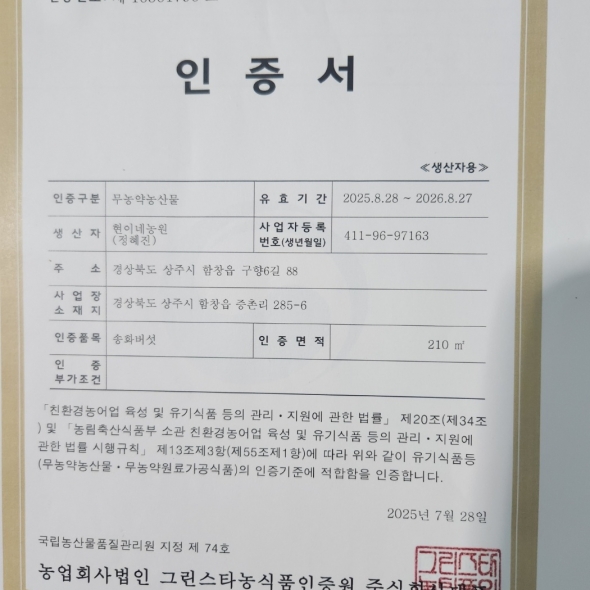 인 증 서
≪생산자용≫
인증구분 무농약농산물 유 효 기 간 2025.8.28 ~ 2026.8.27
생 산 자 현이네농원 (정혜진) 사업자등록 번호(생년월일) 411-96-97163
주 소 경상북도 상주시 함창읍 구향6길 88
사 업 장 소 재 지 경상북도 상주시 함창읍 증촌리 285-6
인증품목 송화버섯 인 증 면 적 210 ㎡
인 증 부가조건
「친환경농어업 육성 및 유기식품 등의 관리・지원에 관한 법률」 제20조(제34조
) 및 「농림축산식품부 소관 친환경농어업 육성 및 유기식품 등의 관리・지원에
관한 법률 시행규칙」 제13조제3항(제55조제1항)에 따라 위와 같이 유기식품등
(무농약농산물・무농약원료가공식품)의 인증기준에 적합함을 인증합니다.
2025년 7월 28일
국립농산물품질관리원 지정 제 74호
농업회사법인 그린스타농식품인증원 주식회사